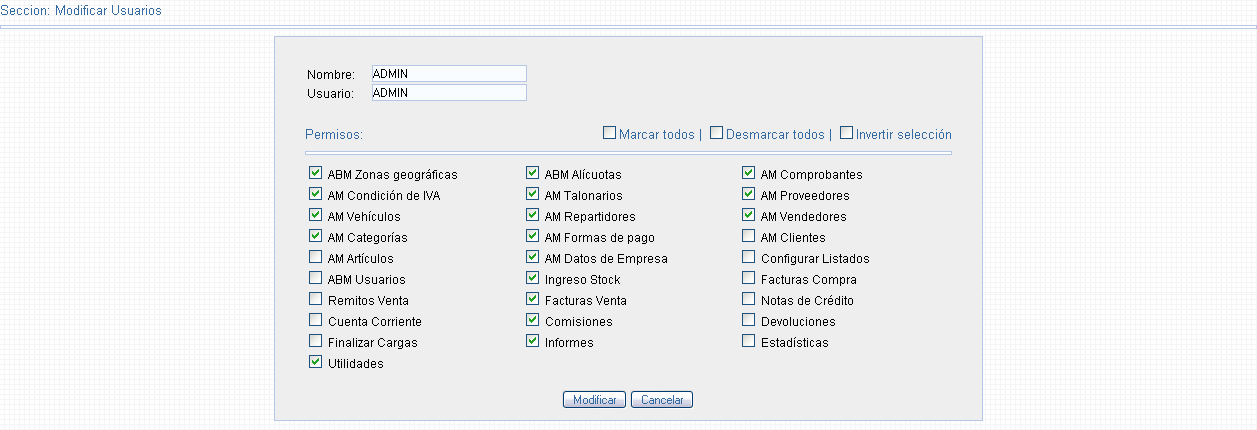 Seccion: Modificar Usuarios
Nombre: ADMIN
Usuario: ADMIN
Permisos: Marcar todos | Desmarcar todos | Invertir selección
ABM Zonas geográficas ABM Alícuotas AM Comprobantes
AM Condición de IVA AM Talonarios AM Proveedores
AM Vehículos AM Repartidores AM Vendedores
AM Categorías AM Formas de pago AM Clientes
AM Artículos AM Datos de Empresa Configurar Listados
ABM Usuarios Ingreso Stock Facturas Compra
Remitos Venta Facturas Venta Notas de Crédito
Cuenta Corriente Comisiones Devoluciones
Finalizar Cargas Informes Estadísticas
Utilidades
Modificar Cancelar